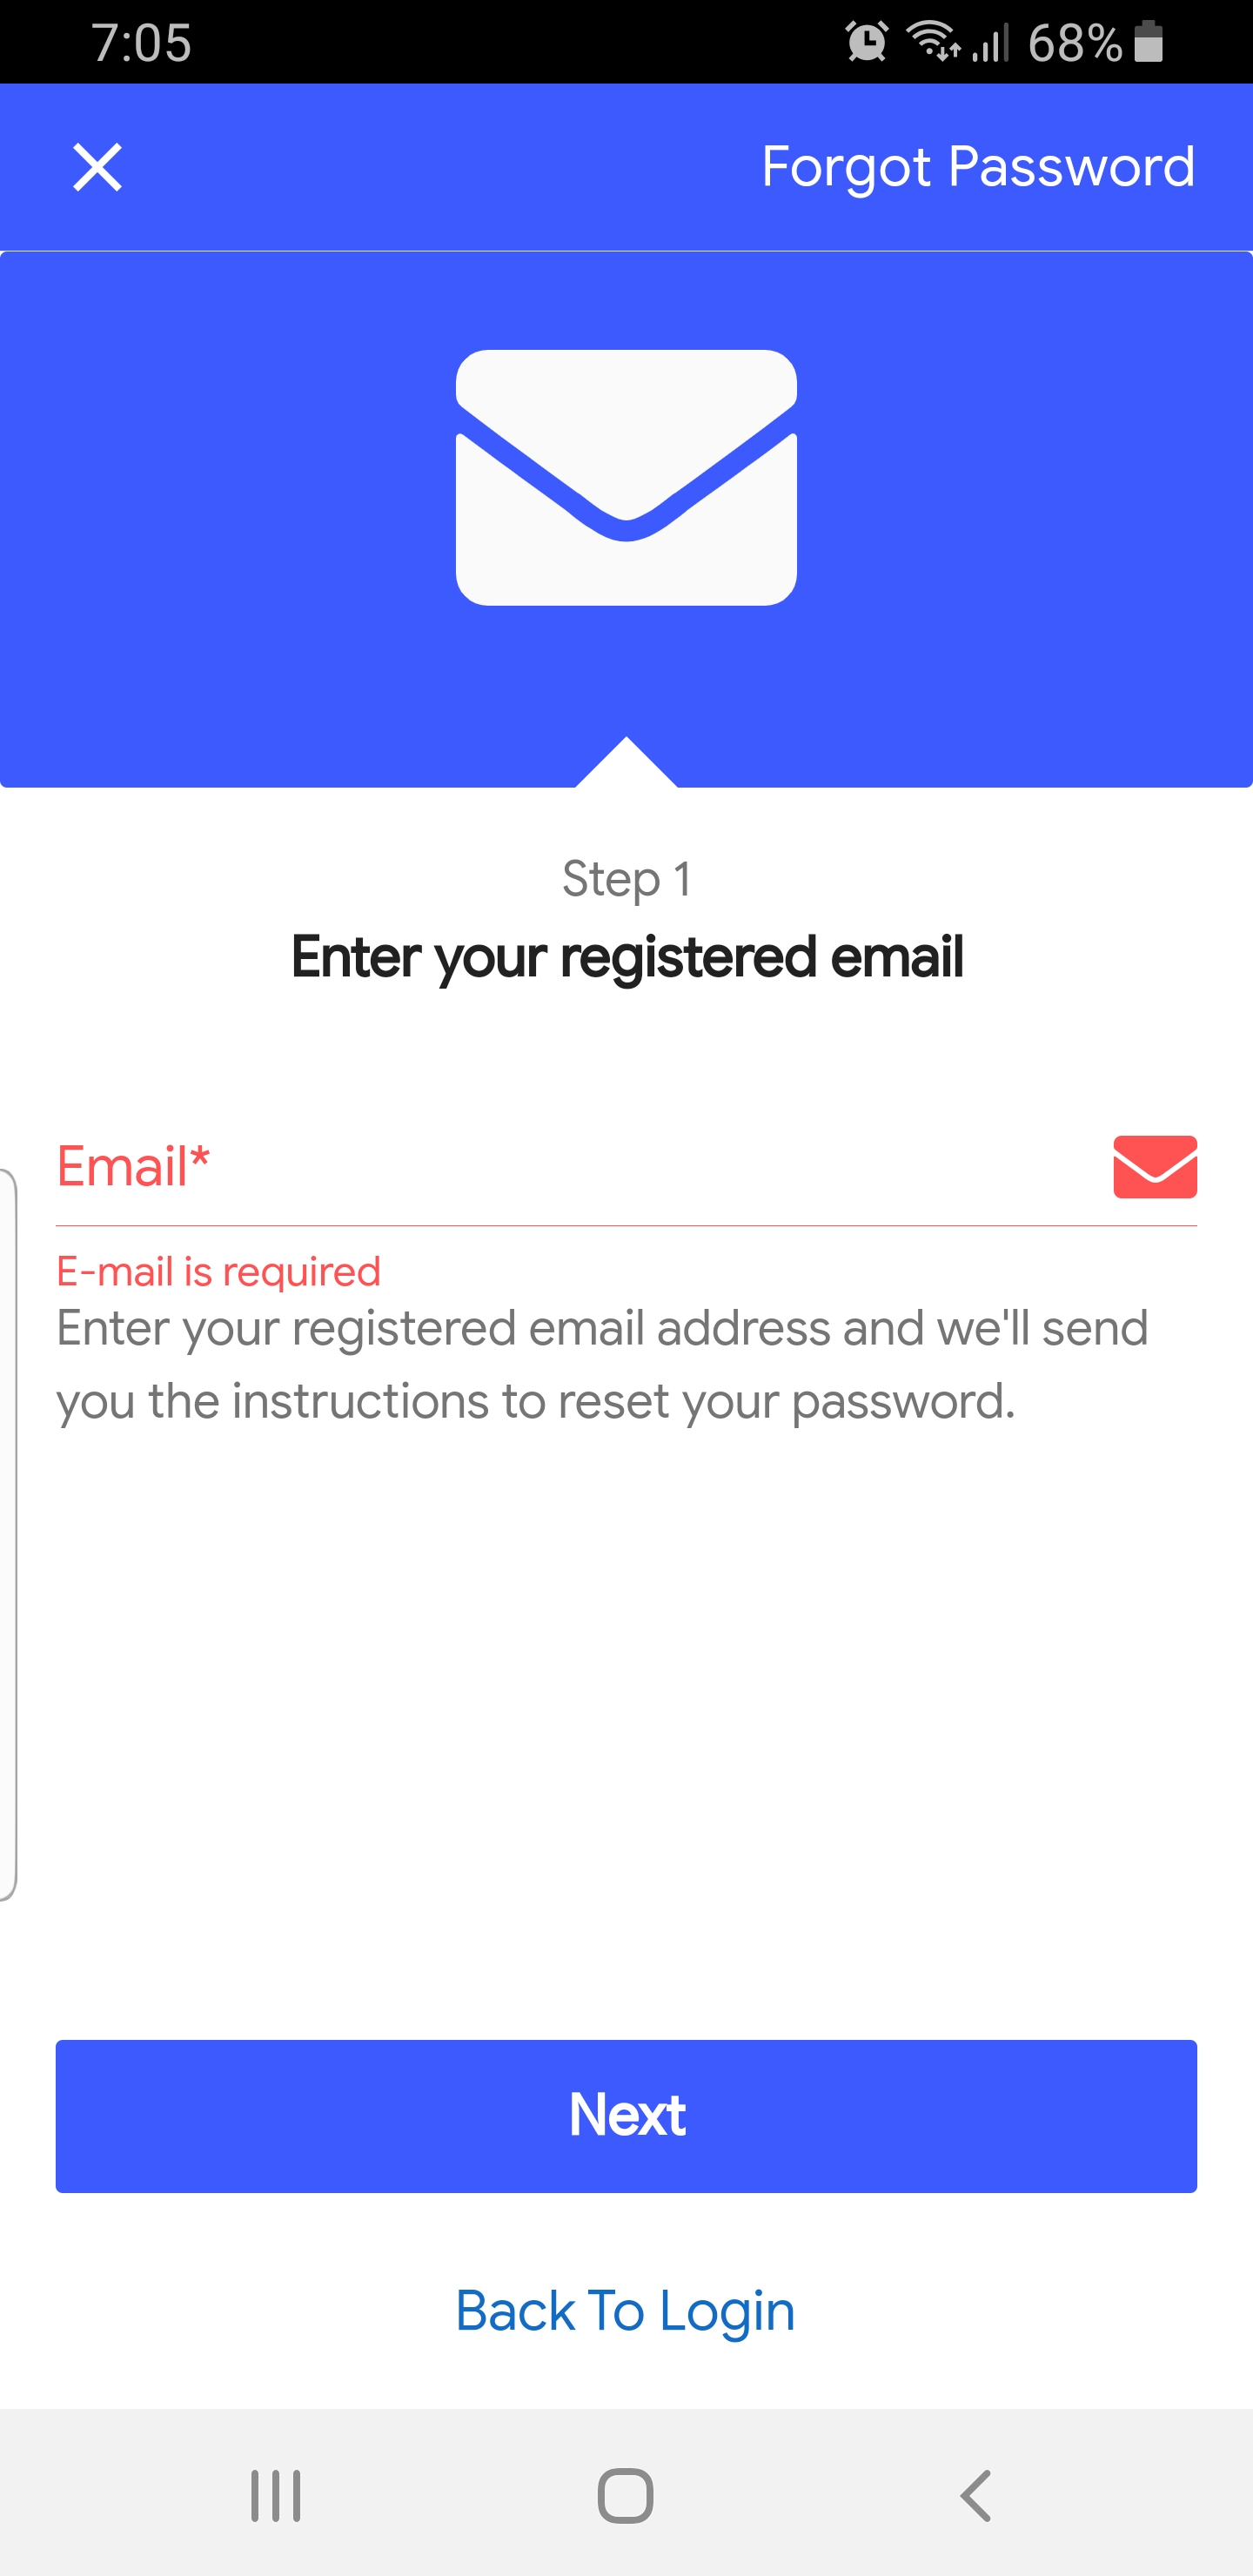 7:05 68%
Forgot Password
Step 1
Enter your registered email
Email*
E-mail is required
Enter your registered email address and we'll send
you the instructions to reset your password.
Next
Back To Login